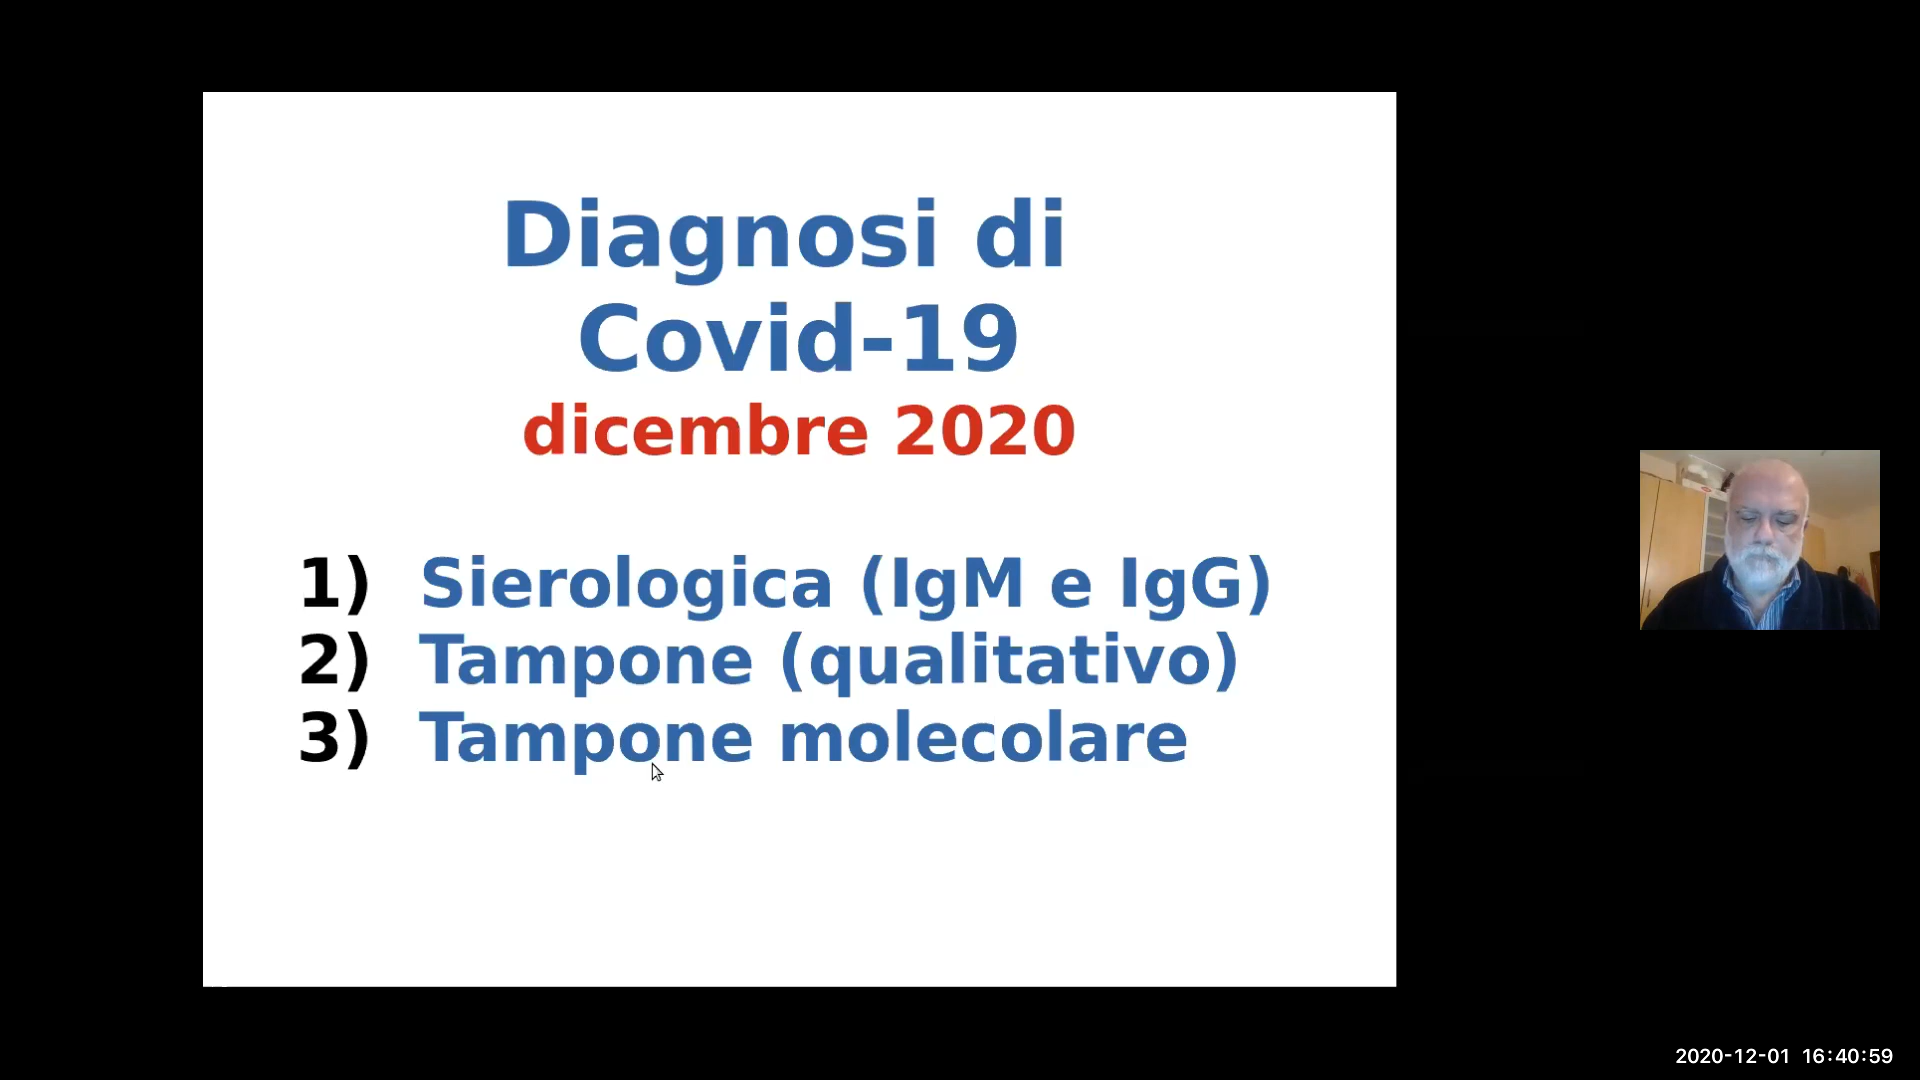 Diagnosi di
Covid-19
dicembre 2020
1) Sierologica (IgM e IgG)
2) Tampone (qualitativo)
3) Tampone molecolare
2020-12-01 16:40:59